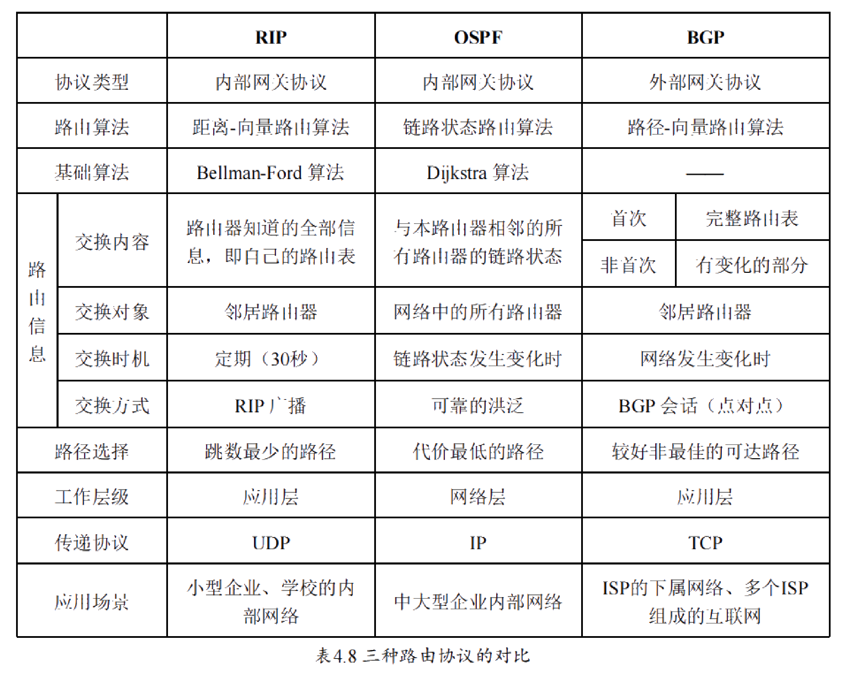 RIP OSPF BGP
协议类型 内部网关协议 内部网关协议 外部网关协议
路由算法 距离-向量路由算法 链路状态路由算法 路径-向量路由算法
基础算法 Bellman-Ford 算法 Dijkstra 算法 ——
路由信息
交换内容 路由器知道的全部信
息，即自己的路由表 与本路由器相邻的所
有路由器的链路状态 首次 完整路由表
非首次 有变化的部分
交换对象 邻居路由器 网络中的所有路由器 邻居路由器
交换时机 定期（30秒） 链路状态发生变化时 网络发生变化时
交换方式 RIP 广播 可靠的洪泛 BGP 会话（点对点）
路径选择 跳数最少的路径 代价最低的路径 较好非最佳的可达路径
工作层级 应用层 网络层 应用层
传递协议 UDP IP TCP
应用场景 小型企业、学校的内
部网络 中大型企业内部网络 ISP的下属网络、多个ISP
组成的互联网
表4.8 三种路由协议的对比